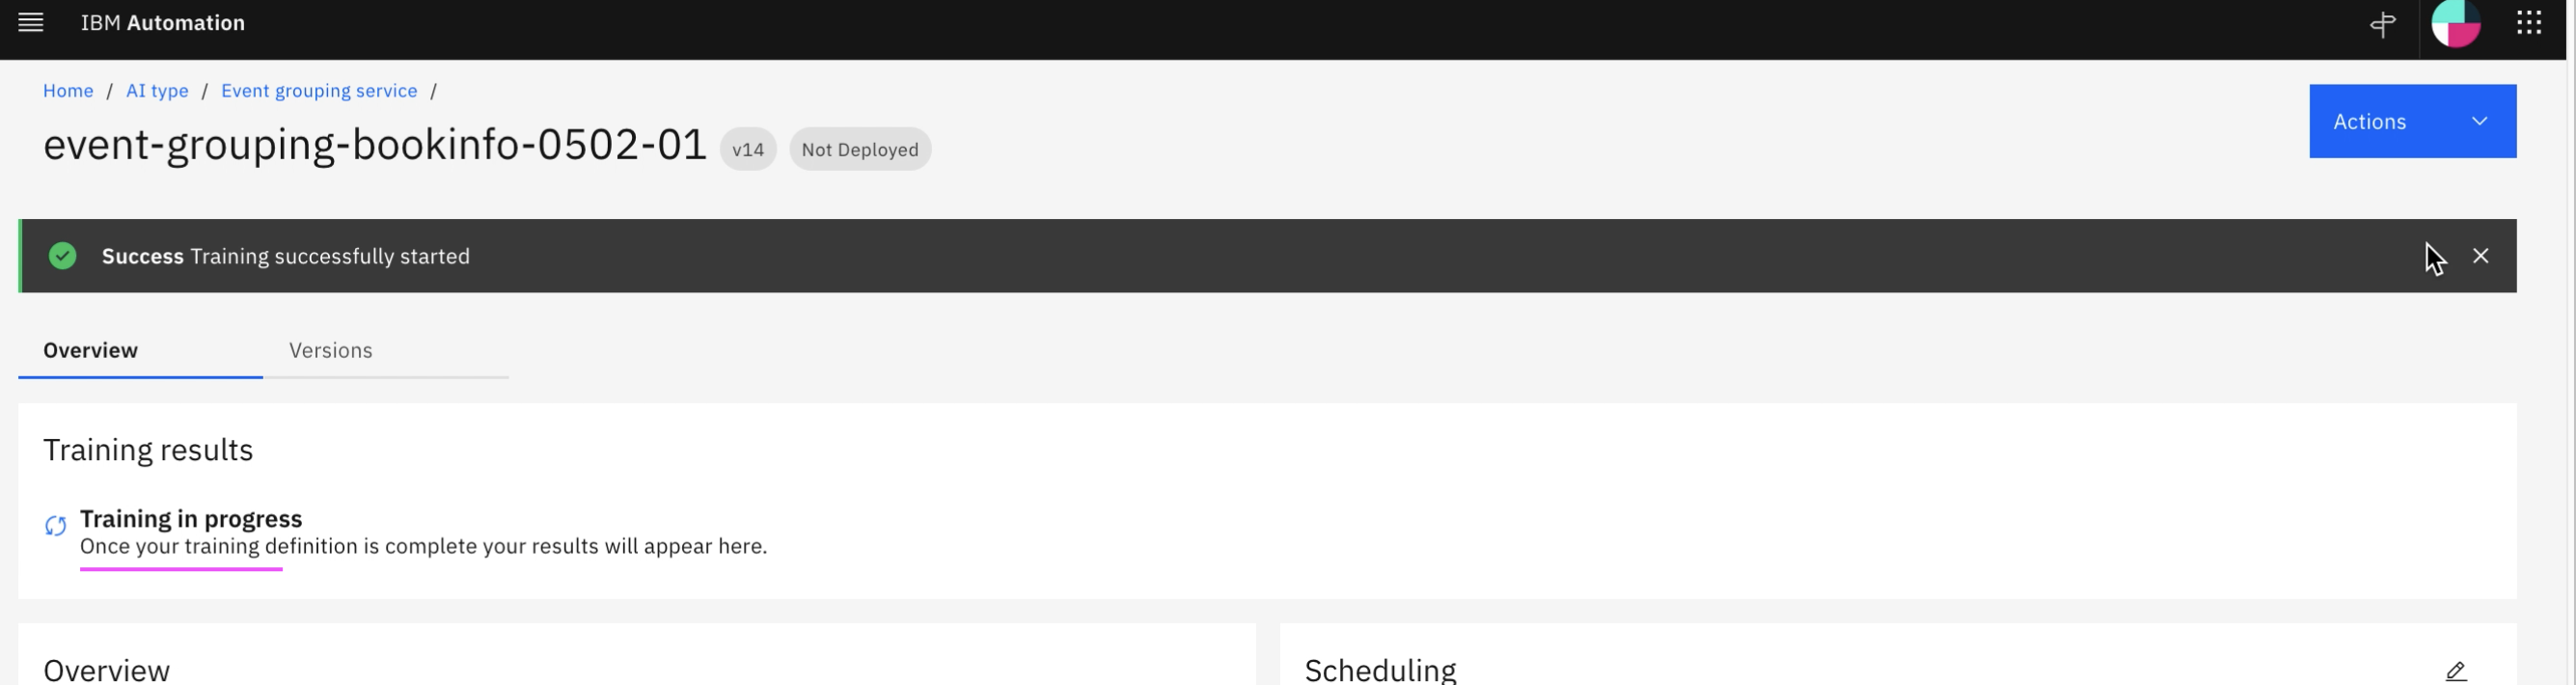 IBM Automation
Home / AI type / Event grouping service /
event-grouping-bookinfo-0502-01 v14 Not Deployed
Actions
Success Training successfully started
Overview Versions
Training results
Training in progress
Once your training definition is complete your results will appear here.
Overview
Scheduling